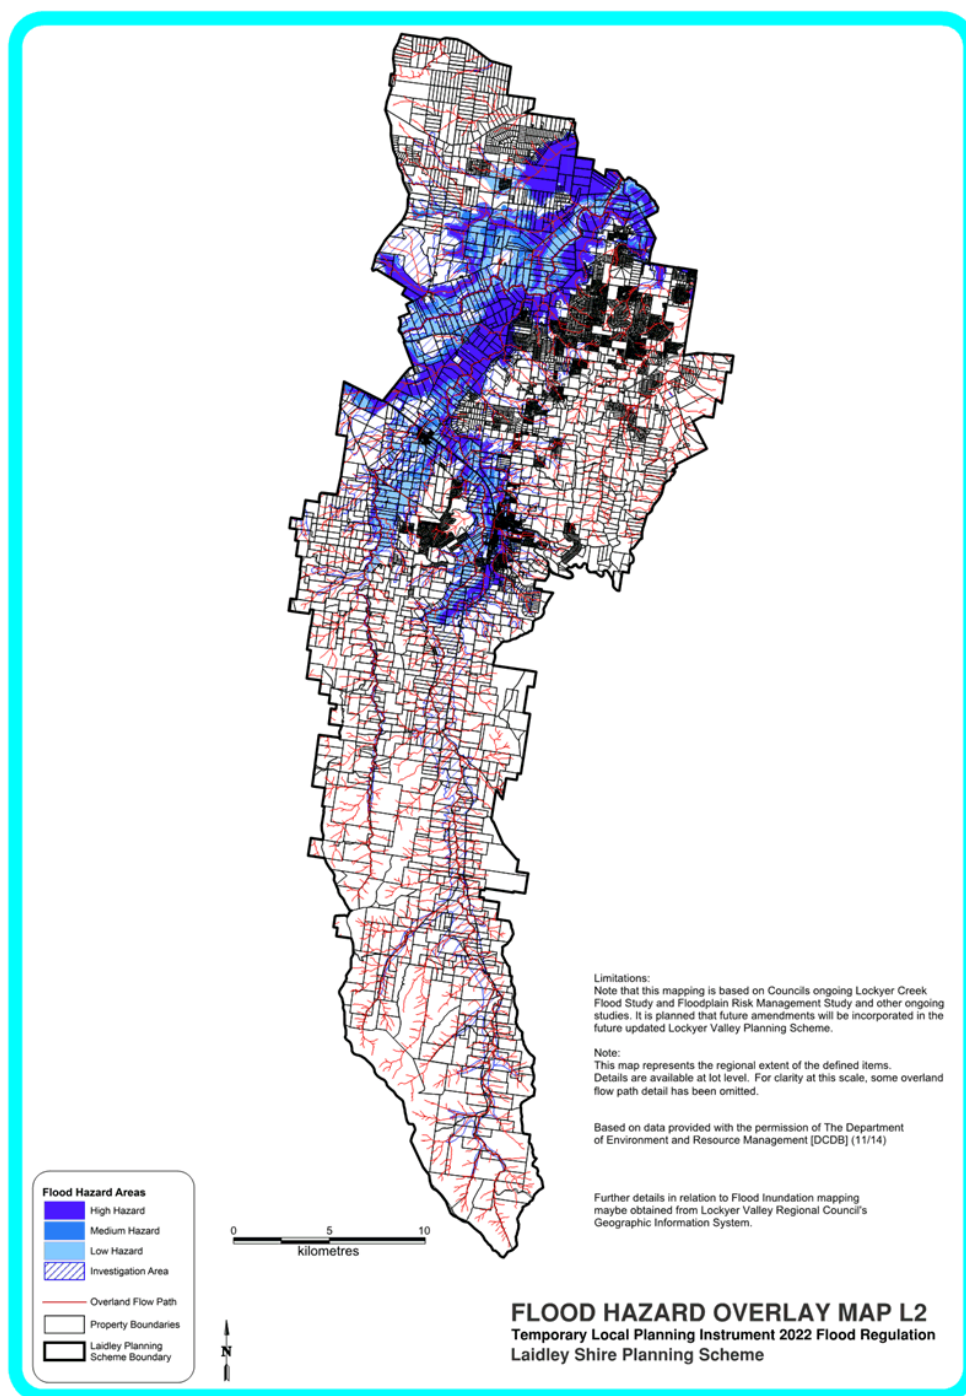 Limitations:
Note that this mapping is based on Councils ongoing Lockyer Creek
Flood Study and Floodplain Risk Management Study and other ongoing
studies. It is planned that future amendments will be incorporated in the
future updated Lockyer Valley Planning Scheme.
Note:
This map represents the regional extent of the defined items.
Details are available at lot level. For clarity at this scale, some overland
flow path detail has been omitted.
Based on data provided with the permission of The Department
of Environment and Resource Management [DCDB] (11/14)
Further details in relation to Flood Inundation mapping
maybe obtained from Lockyer Valley Regional Council's
Geographic Information System.
Flood Hazard Areas
High Hazard
Medium Hazard
Low Hazard
Investigation Area
Overland Flow Path
Property Boundaries
Laidley Planning
Scheme Boundary
0 5 10
kilometres
N
FLOOD HAZARD OVERLAY MAP L2
Temporary Local Planning Instrument 2022 Flood Regulation
Laidley Shire Planning Scheme